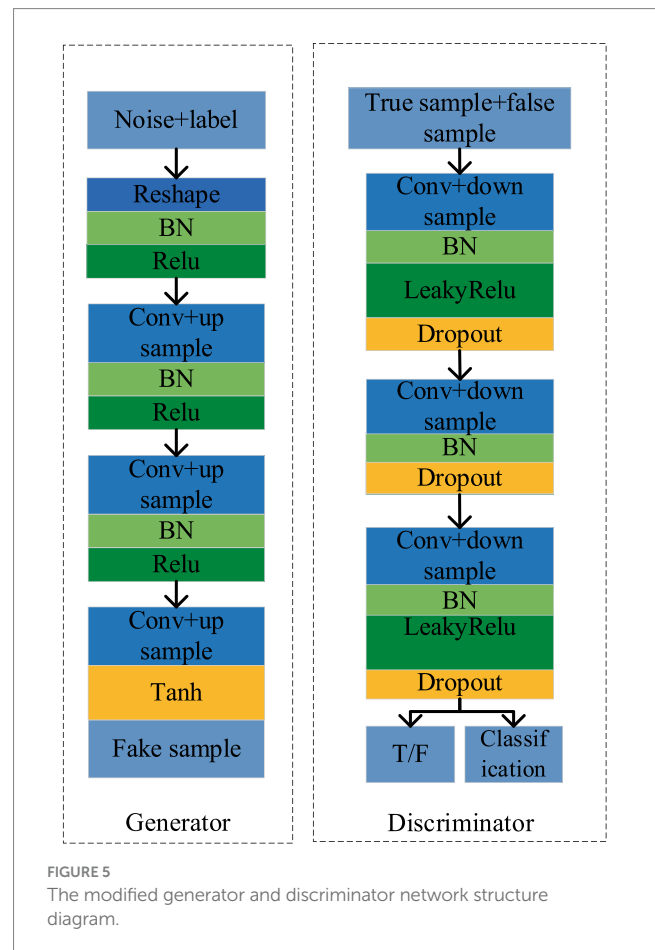 Noise+label
Reshape
BN
Relu
Conv+up
sample
BN
Relu
Conv+up
sample
BN
Relu
Conv+up
sample
Tanh
Fake sample
Generator
True sample+false
sample
Conv+down
sample
BN
LeakyRelu
Dropout
Conv+down
sample
BN
Dropout
Conv+down
sample
BN
LeakyRelu
Dropout
T/F
Classif
ication
Discriminator
FIGURE 5
The modified generator and discriminator network structure
diagram.